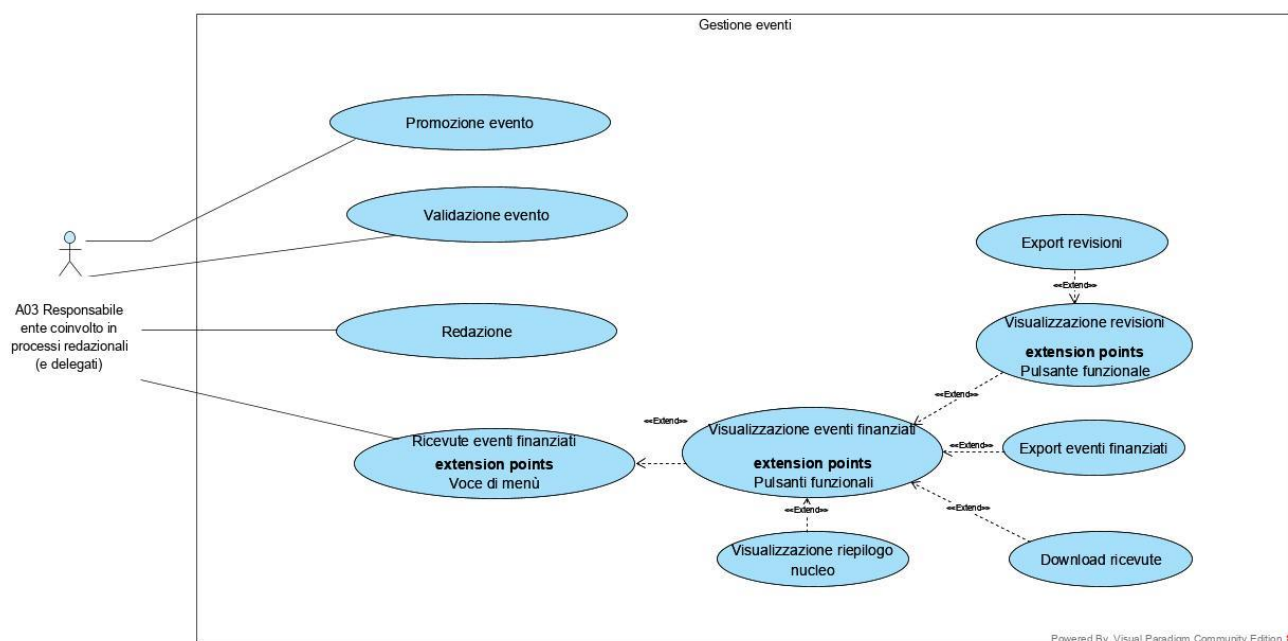 Gestione eventi
Promozione evento
Validazione evento
Export revisioni
<<Extend>>
A03 Responsabile
ente coinvolto in
processi redazionali
(e delegati)
Redazione
Visualizzazione revisioni
extension points
Pulsante funzionale
<<Extend>>
<<Extend>>
Ricevute eventi finanziati
extension points
Voce di menù
Visualizzazione eventi finanziati
extension points
Pulsanti funzionali
<<Extend>>
Export eventi finanziati
<<Extend>>
<<Extend>>
Visualizzazione riepilogo
nucleo
Download ricevute
Powered By Visual Paradigm Community Edition